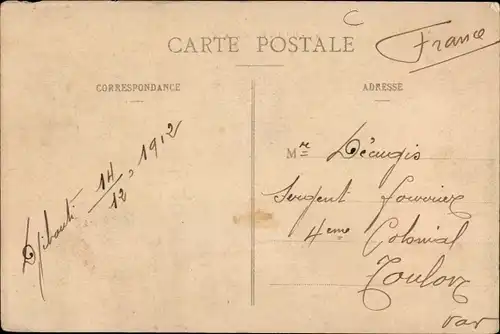 C
France
CARTE POSTALE
CORRESPONDANCE
ADRESSE
Djibouti 14/12, 1912
Mr Décugis
Sergent fourrier
4eme Colonial
Toulon
Var